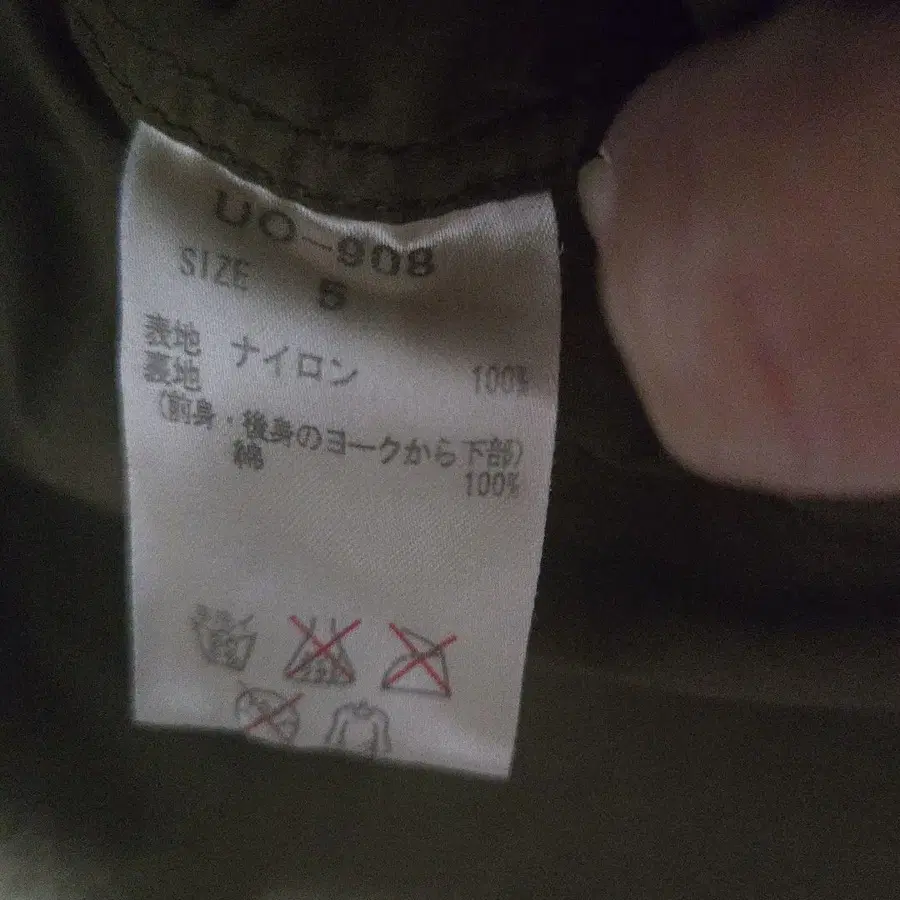 UO-908
SIZE 5
表地 ナイロン 100%
裏地
(前身・後身のヨークから下部)
綿 100%